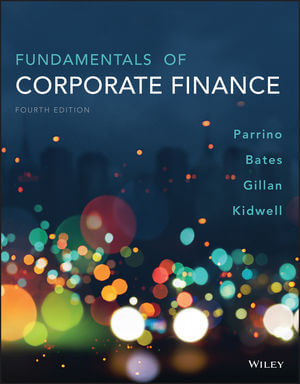 FUNDAMENTALS OF
CORPORATE FINANCE
FOURTH EDITION
Parrino
Bates
Gillan
Kidwell
WILEY